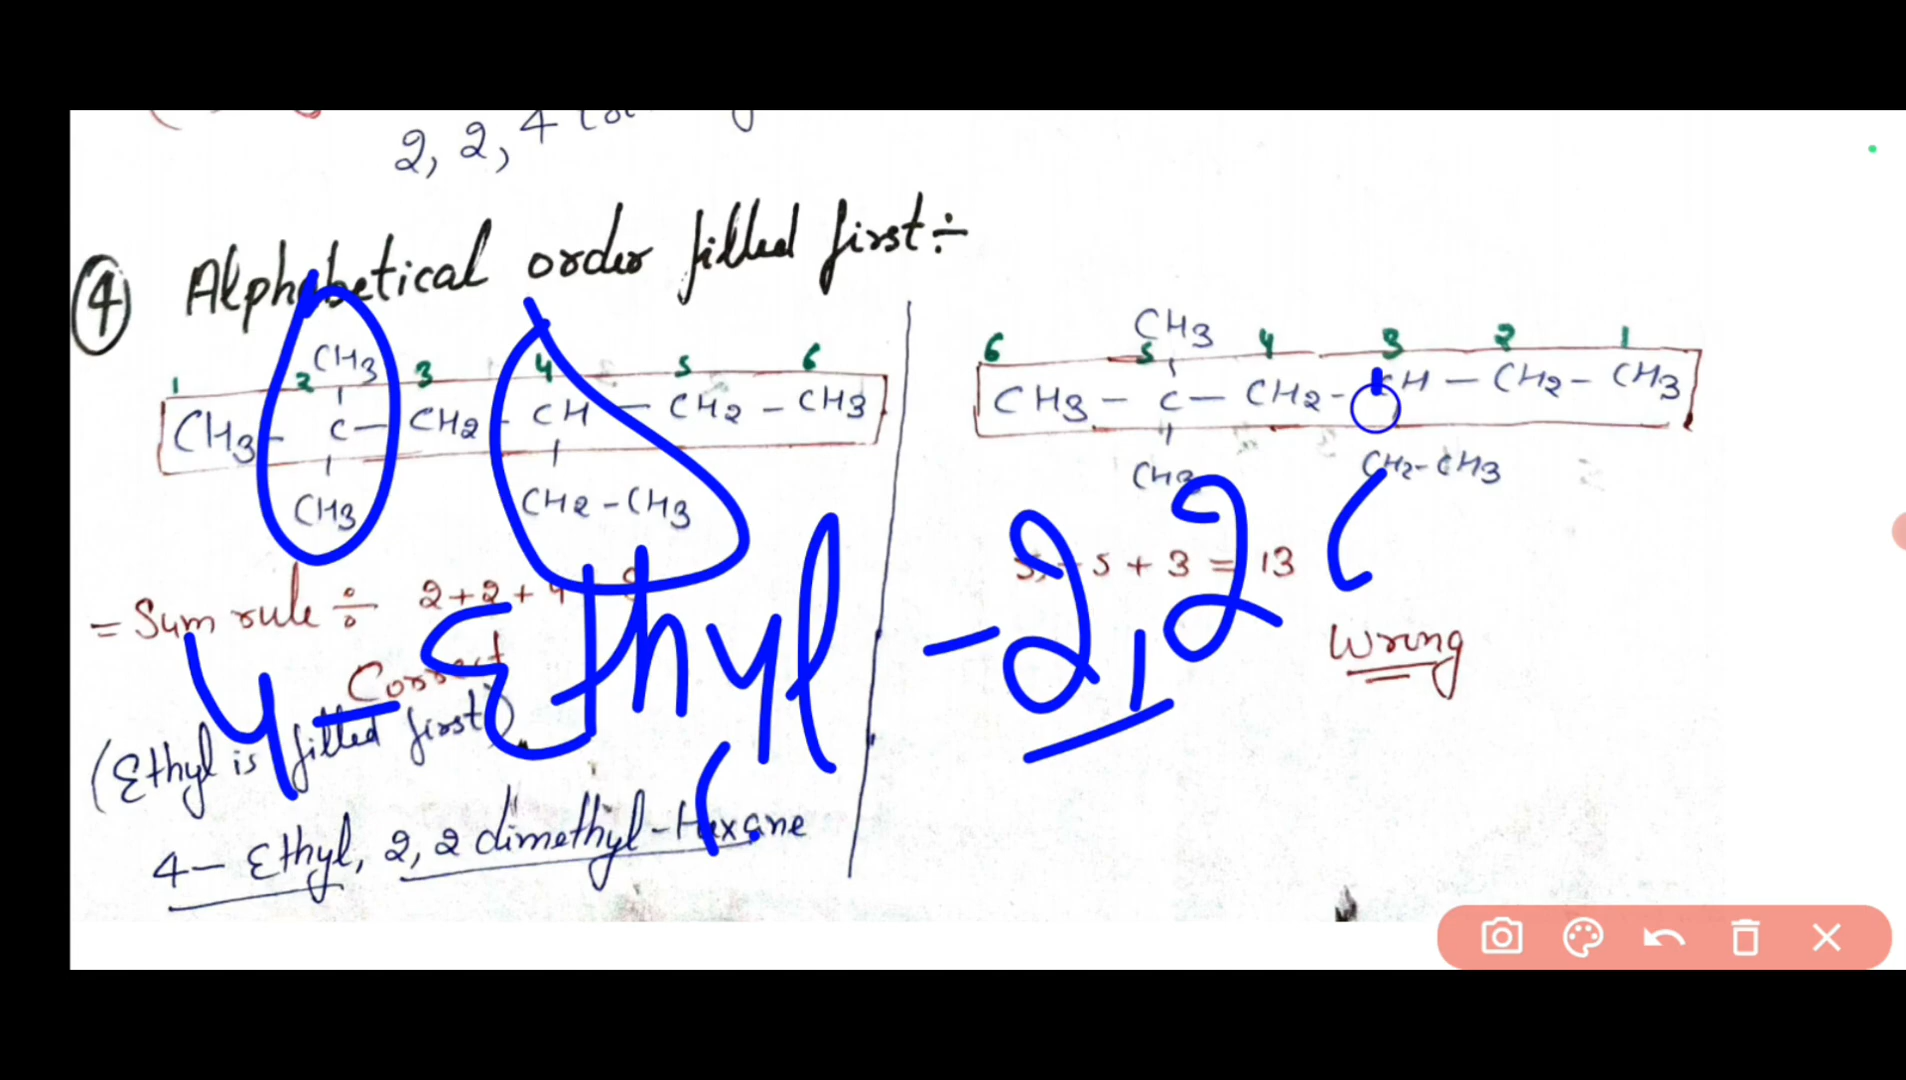 2, 2, 4
④ Alphabetical order filled first÷
CH3
1 2 3 4 5 6
CH3 - C - CH2 - CH - CH2 - CH3
CH3 CH2-CH3
= Sum rule ÷ 2+2+4
Correct
(Ethyl is filled first)
4- Ethyl, 2, 2 dimethyl-Hexane
4-Ethyl-2,2
CH3
6 5 4 3 2 1
CH3 - C - CH2 - CH - CH2 - CH3
CH3 CH2-CH3
5+5+3=13
Wrong